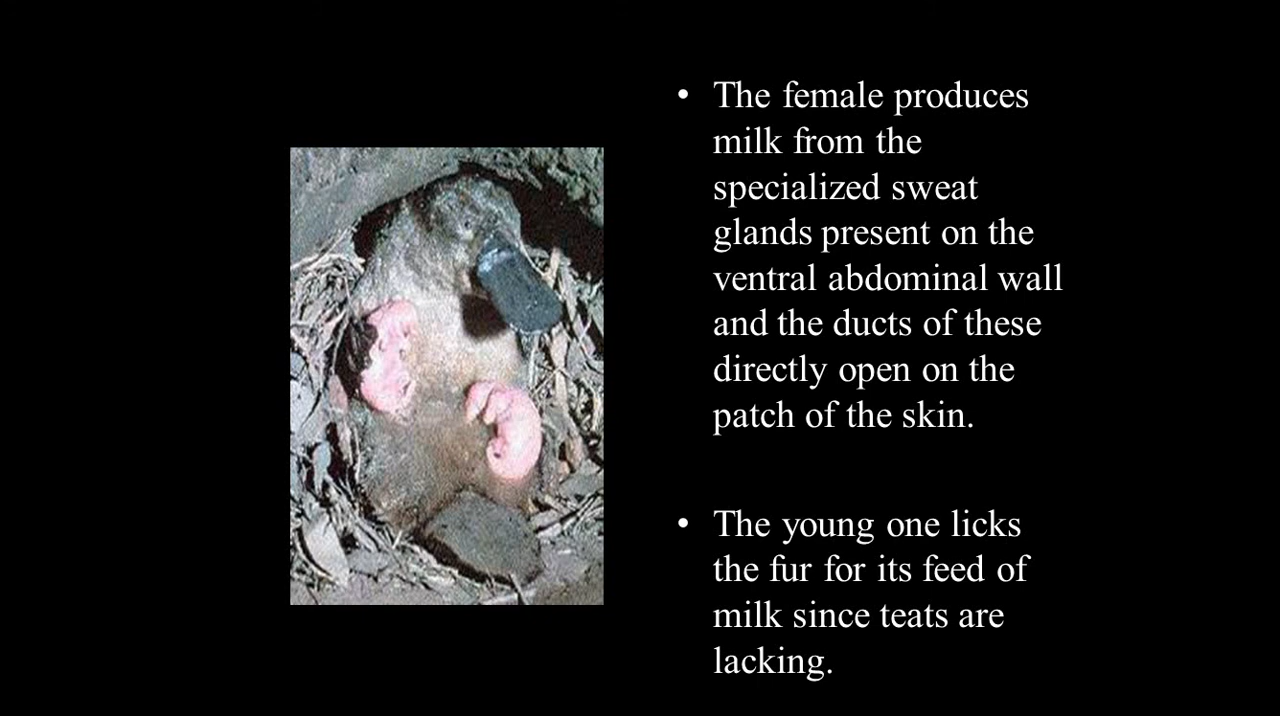 • The female produces
milk from the
specialized sweat
glands present on the
ventral abdominal wall
and the ducts of these
directly open on the
patch of the skin.
• The young one licks
the fur for its feed of
milk since teats are
lacking.